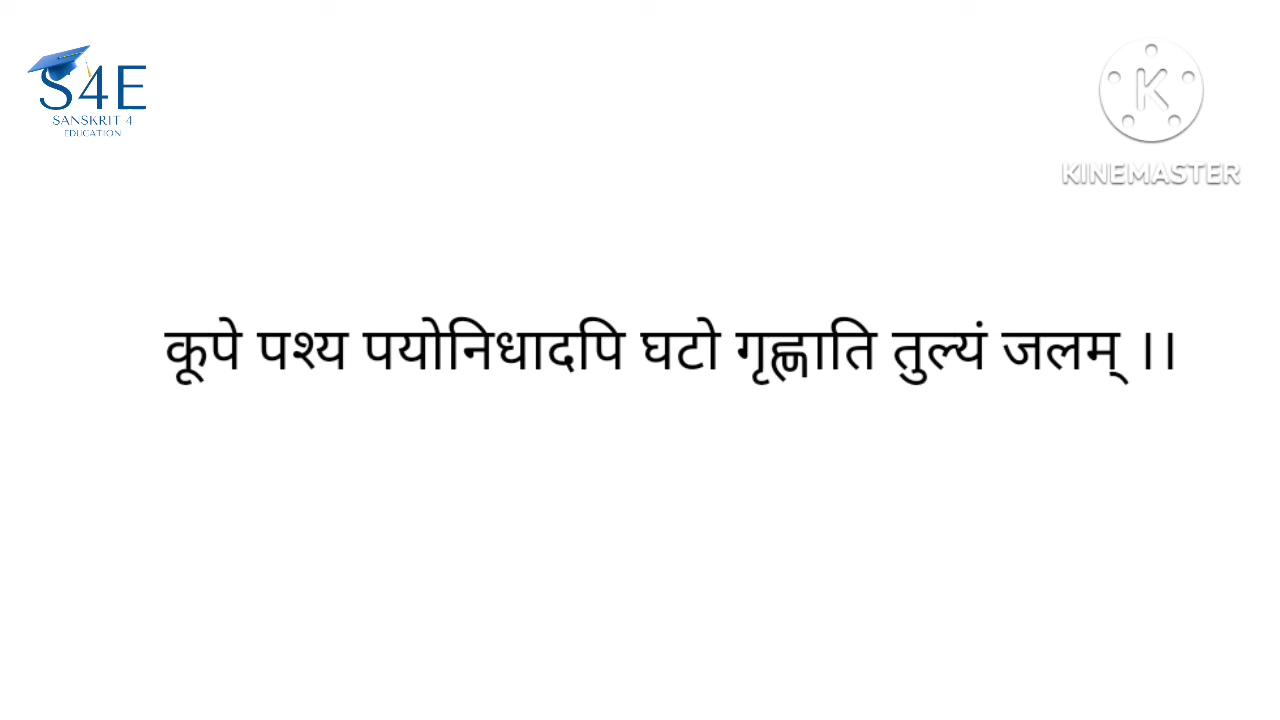 S4E
SANSKRIT 4
EDUCATION
KINEMASTER
कूपे पश्य पयोनिधादपि घटो गृह्णाति तुल्यं जलम् ।।